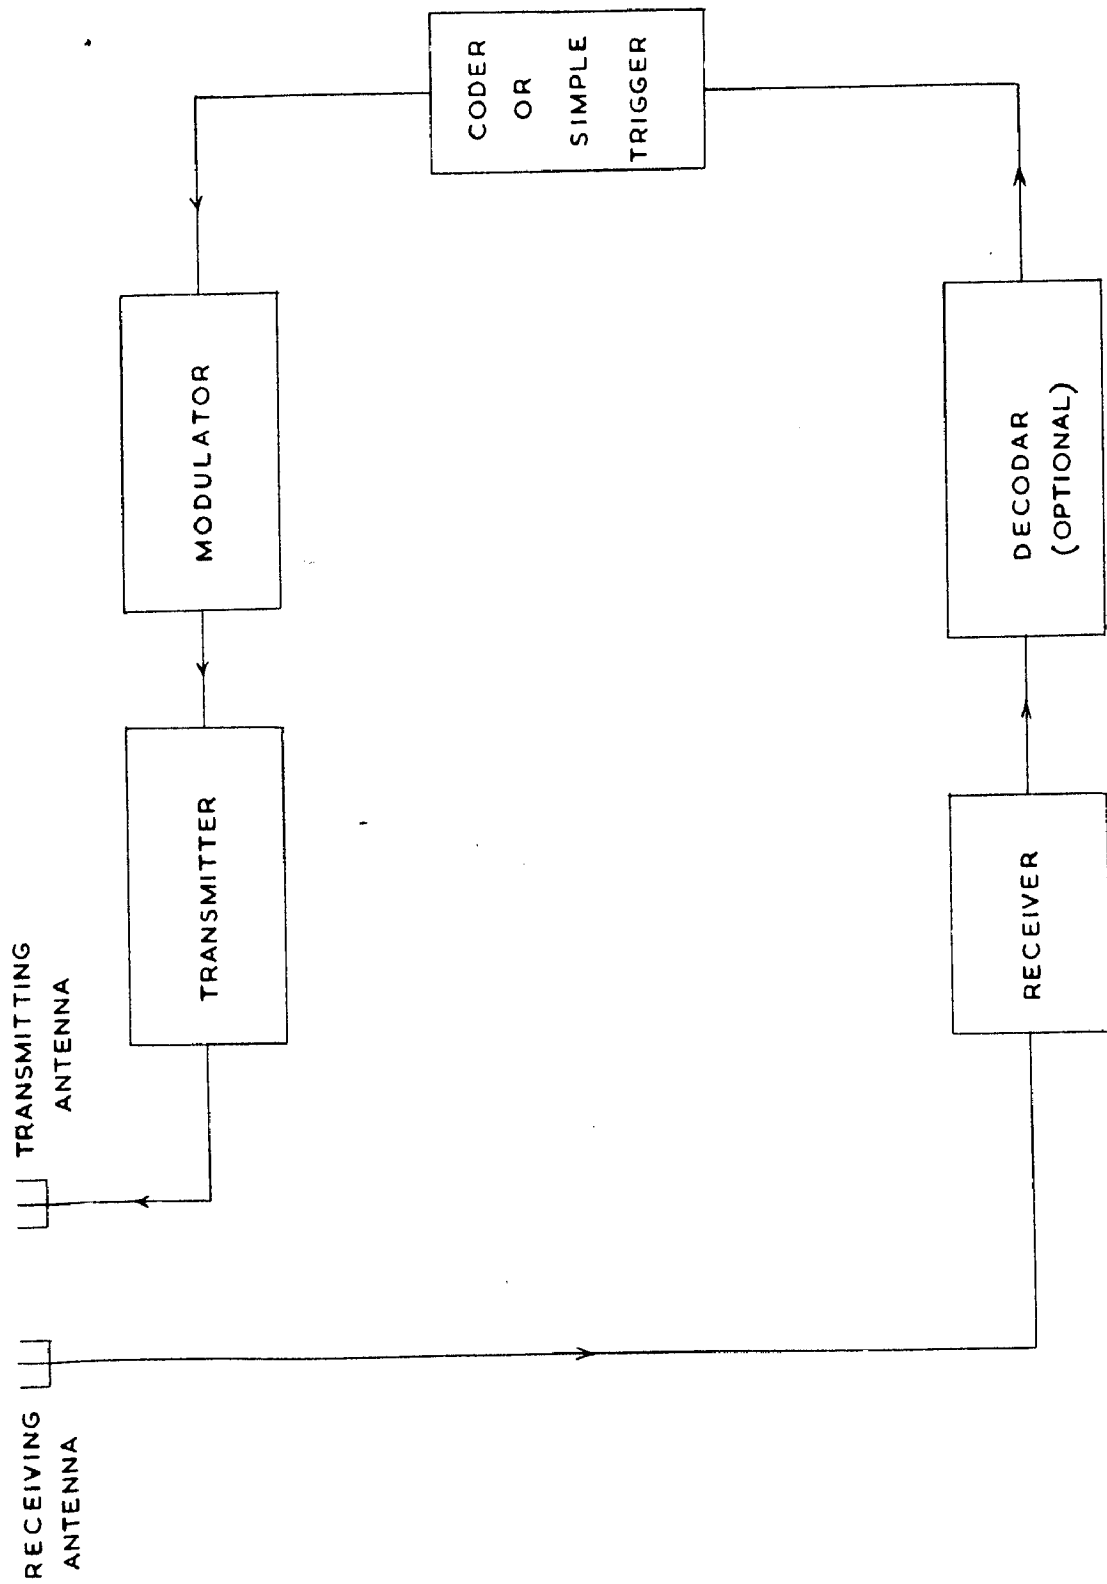 RECEIVING
ANTENNA
TRANSMITTING
ANTENNA
TRANSMITTER
MODULATOR
CODER
OR
SIMPLE
TRIGGER
RECEIVER
DECODAR
(OPTIONAL)